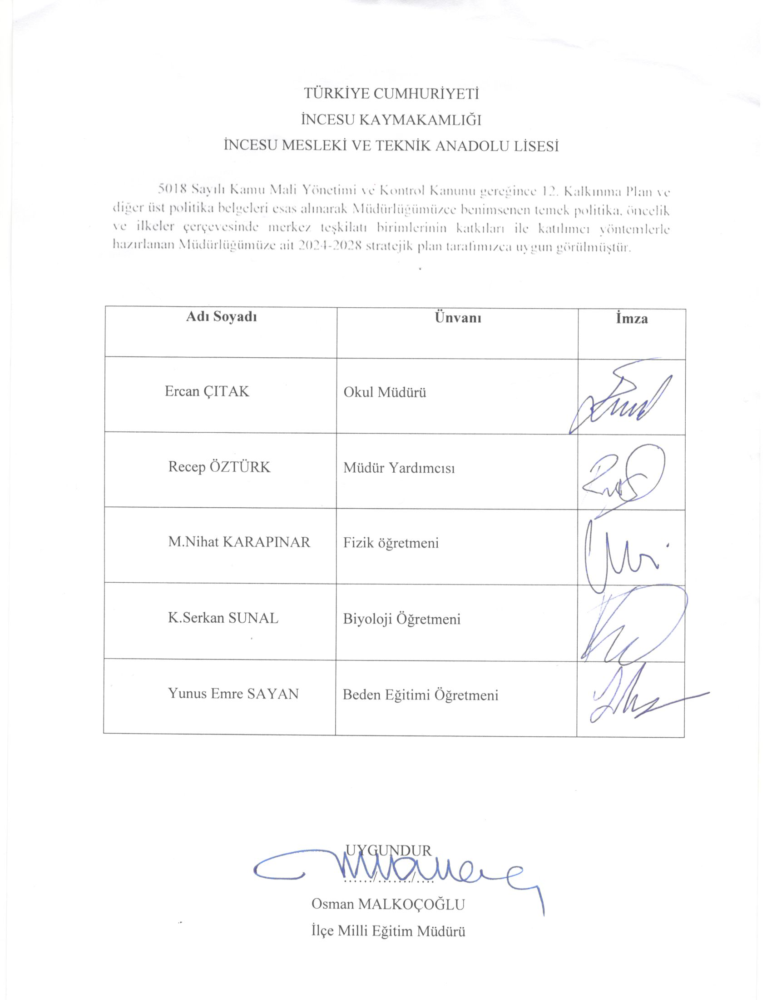 TÜRKİYE CUMHURİYETİ
İNCESU KAYMAKAMLIĞI
İNCESU MESLEKİ VE TEKNİK ANADOLU LİSESİ
5018 Sayılı Kamu Mali Yönetimi ve Kontrol Kanunu gereğince 12. Kalkınma Plan ve
diğer üst politika belgeleri esas alınarak Müdürlüğümüzce benimsenen temek politika, öncelik
ve ilkeler çerçevesinde merkez teşkilatı birimlerinin katkıları ile katılımcı yöntemlerle
hazırlanan Müdürlüğümüze ait 2024-2028 stratejik plan tarafımızca uygun görülmüştür.
Adı Soyadı Ünvanı İmza
Ercan ÇITAK Okul Müdürü
Recep ÖZTÜRK Müdür Yardımcısı
M.Nihat KARAPINAR Fizik öğretmeni
K.Serkan SUNAL Biyoloji Öğretmeni
Yunus Emre SAYAN Beden Eğitimi Öğretmeni
UYGUNDUR
....../......./....
Osman MALKOÇOĞLU
İlçe Milli Eğitim Müdürü